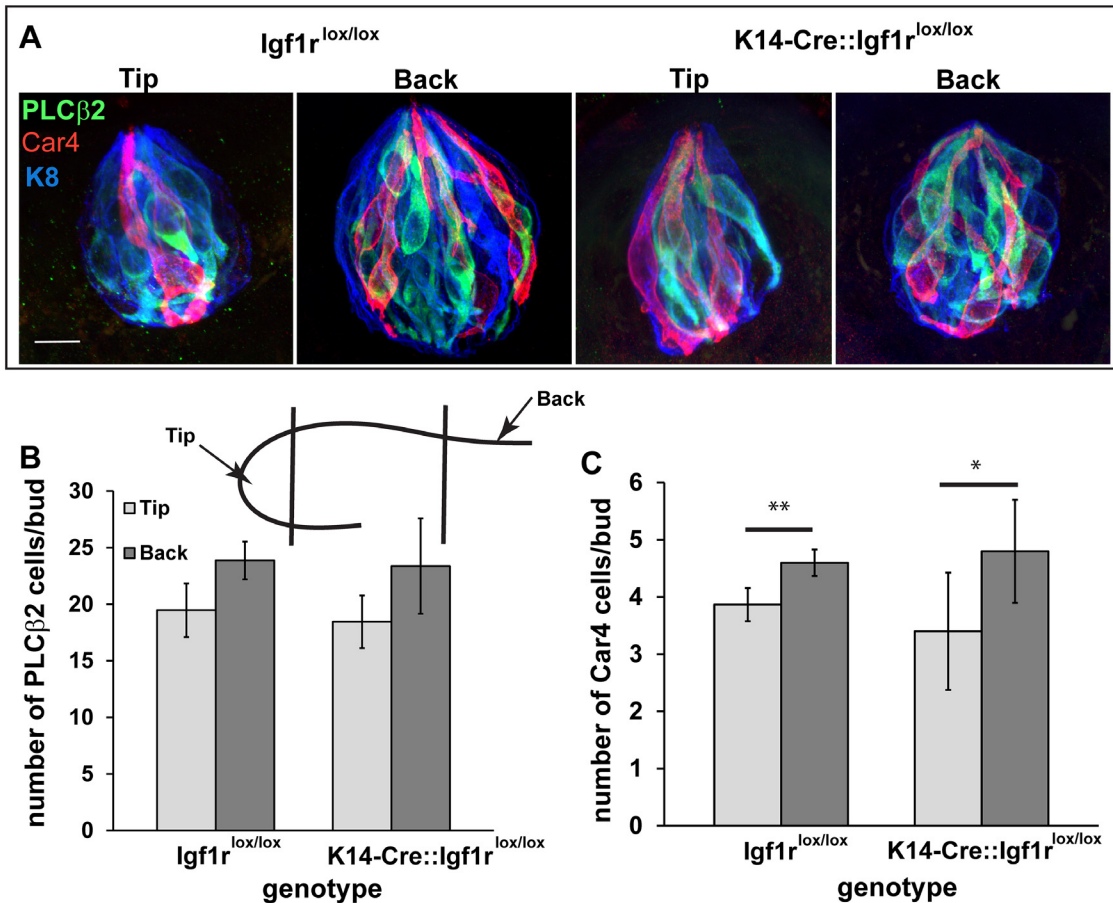 A
Igf1r lox/lox
K14-Cre::Igf1r lox/lox
Tip
Back
Tip
Back
PLCβ2
Car4
K8
B
Tip
Back
number of PLCβ2 cells/bud
30
25
20
15
10
5
0
Tip
Back
Igf1r lox/lox
K14-Cre::Igf1r lox/lox
genotype
C
number of Car4 cells/bud
6
5
4
3
2
1
0
**
*
Igf1r lox/lox
K14-Cre::Igf1r lox/lox
genotype